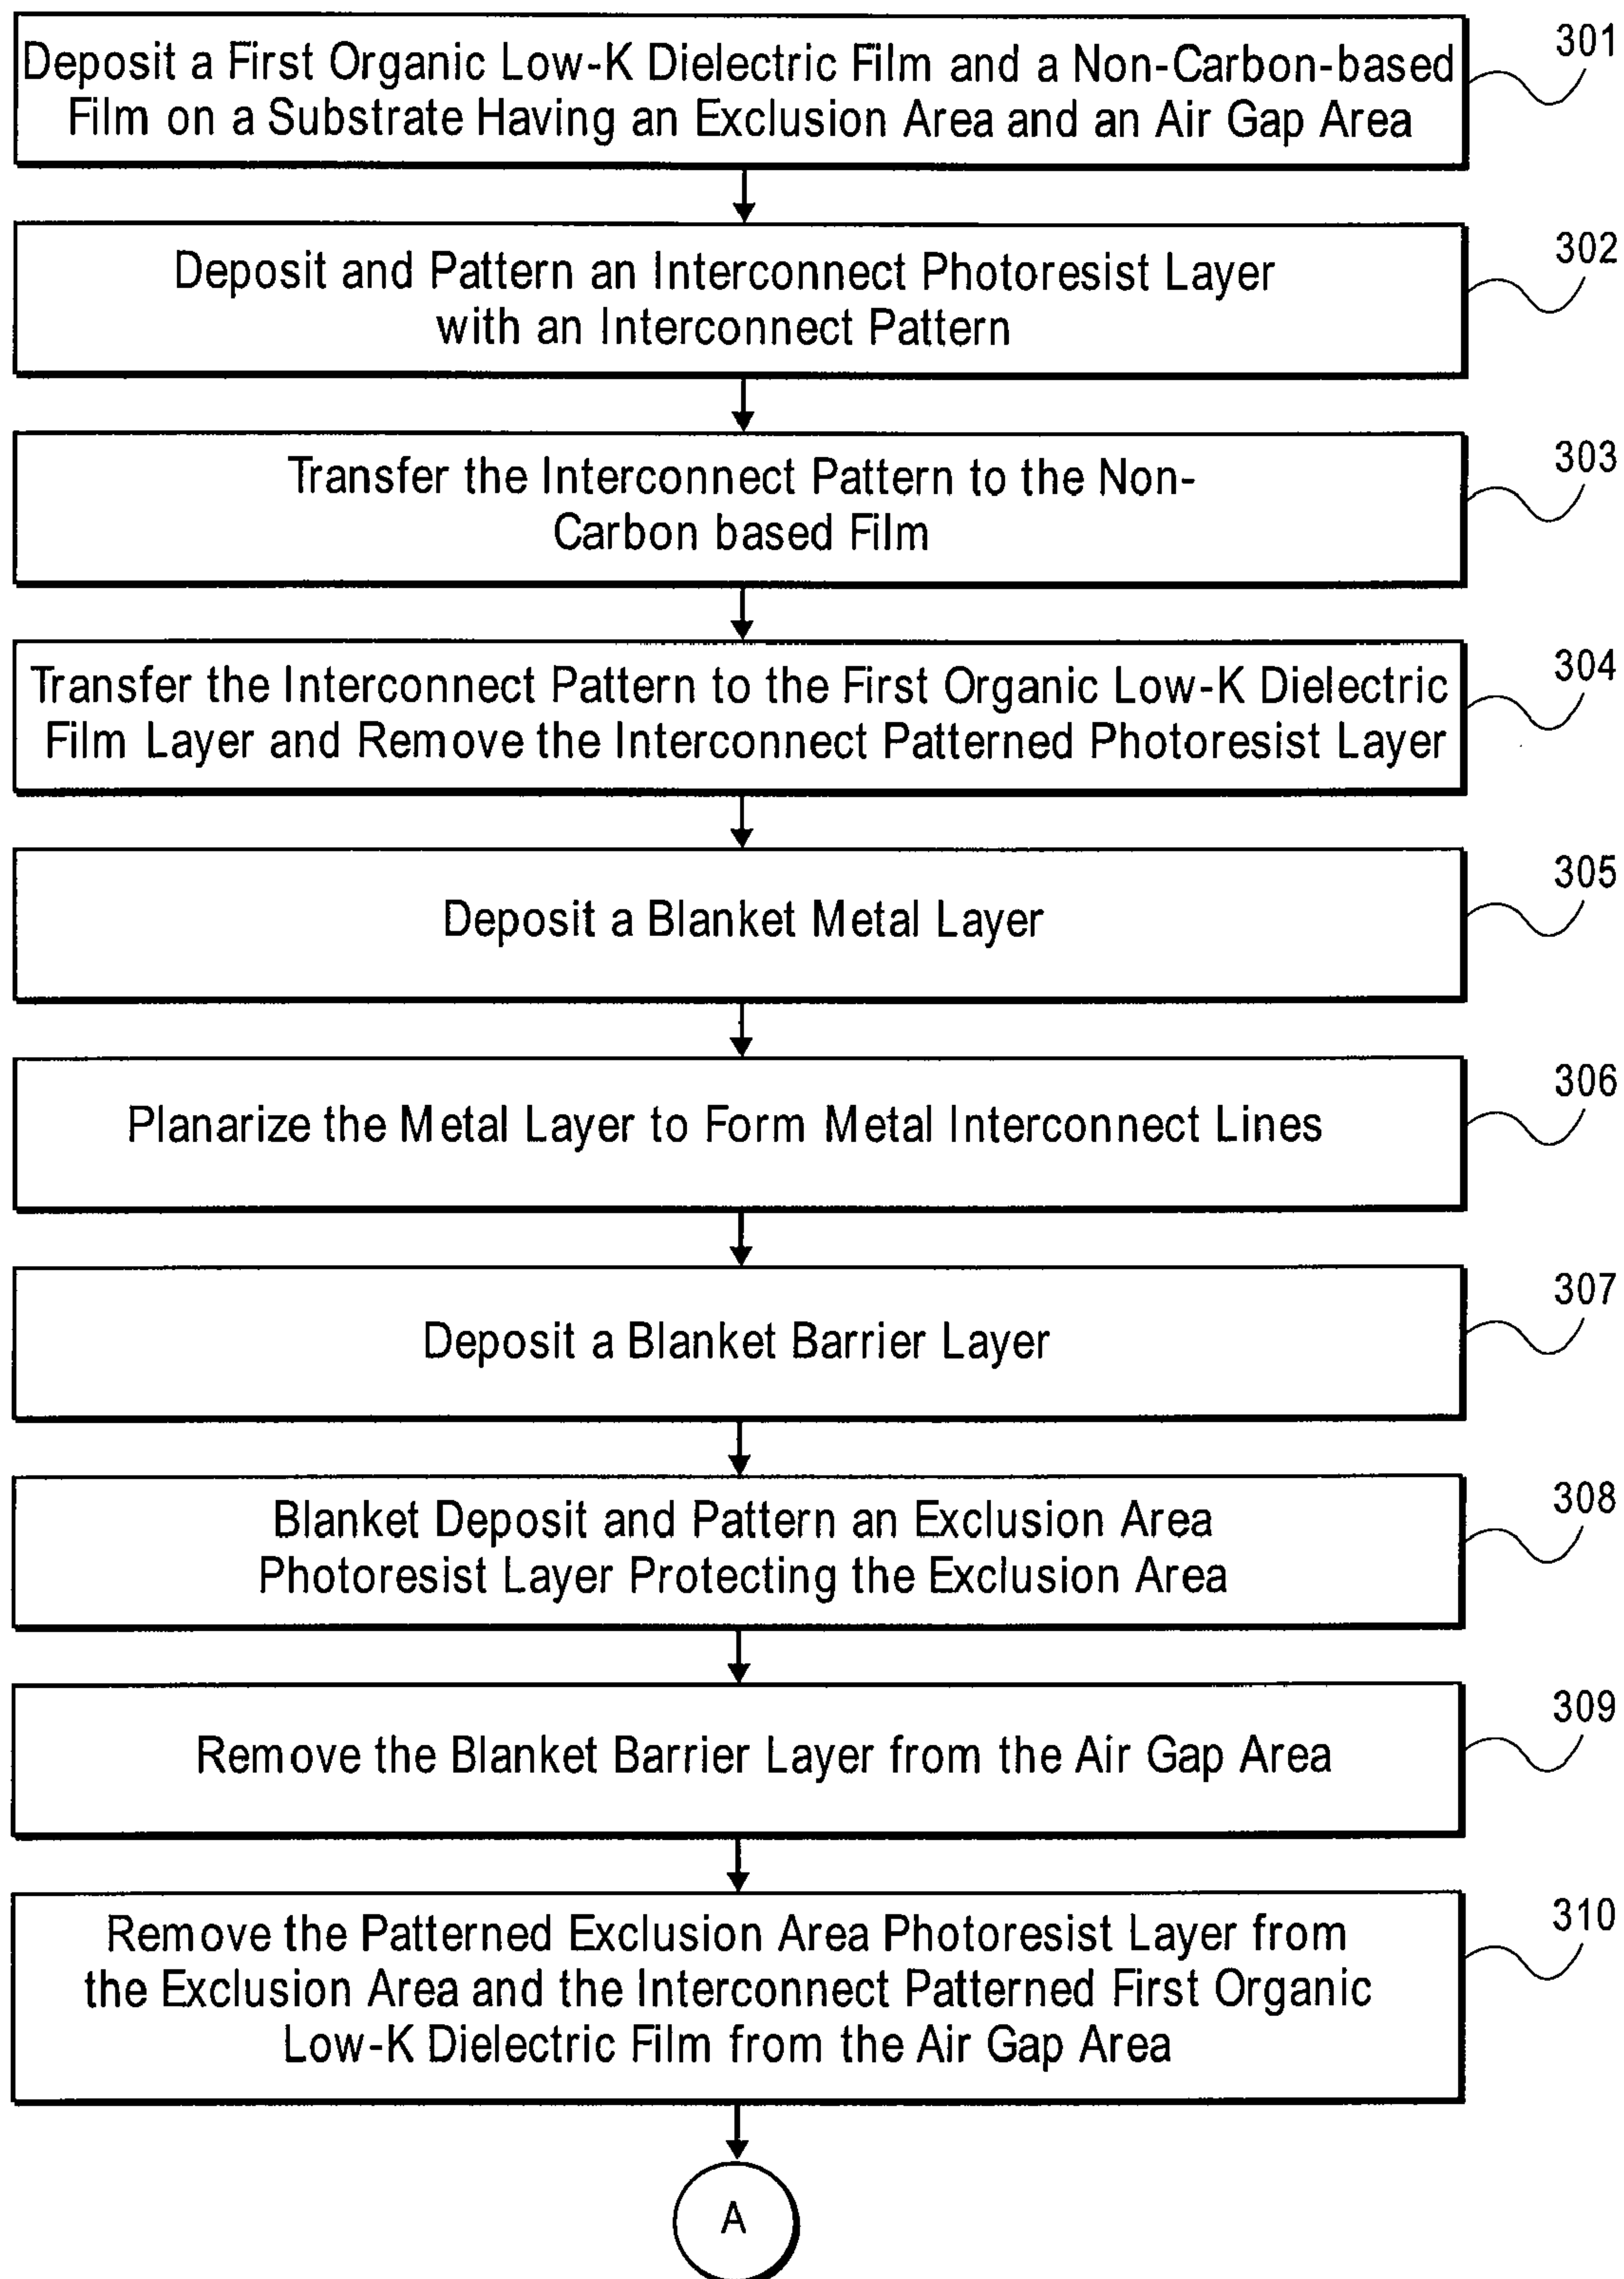 Deposit a First Organic Low-K Dielectric Film and a Non-Carbon-based
Film on a Substrate Having an Exclusion Area and an Air Gap Area
301
Deposit and Pattern an Interconnect Photoresist Layer
with an Interconnect Pattern
302
Transfer the Interconnect Pattern to the Non-
Carbon based Film
303
Transfer the Interconnect Pattern to the First Organic Low-K Dielectric
Film Layer and Remove the Interconnect Patterned Photoresist Layer
304
Deposit a Blanket Metal Layer
305
Planarize the Metal Layer to Form Metal Interconnect Lines
306
Deposit a Blanket Barrier Layer
307
Blanket Deposit and Pattern an Exclusion Area
Photoresist Layer Protecting the Exclusion Area
308
Remove the Blanket Barrier Layer from the Air Gap Area
309
Remove the Patterned Exclusion Area Photoresist Layer from
the Exclusion Area and the Interconnect Patterned First Organic
Low-K Dielectric Film from the Air Gap Area
310
A